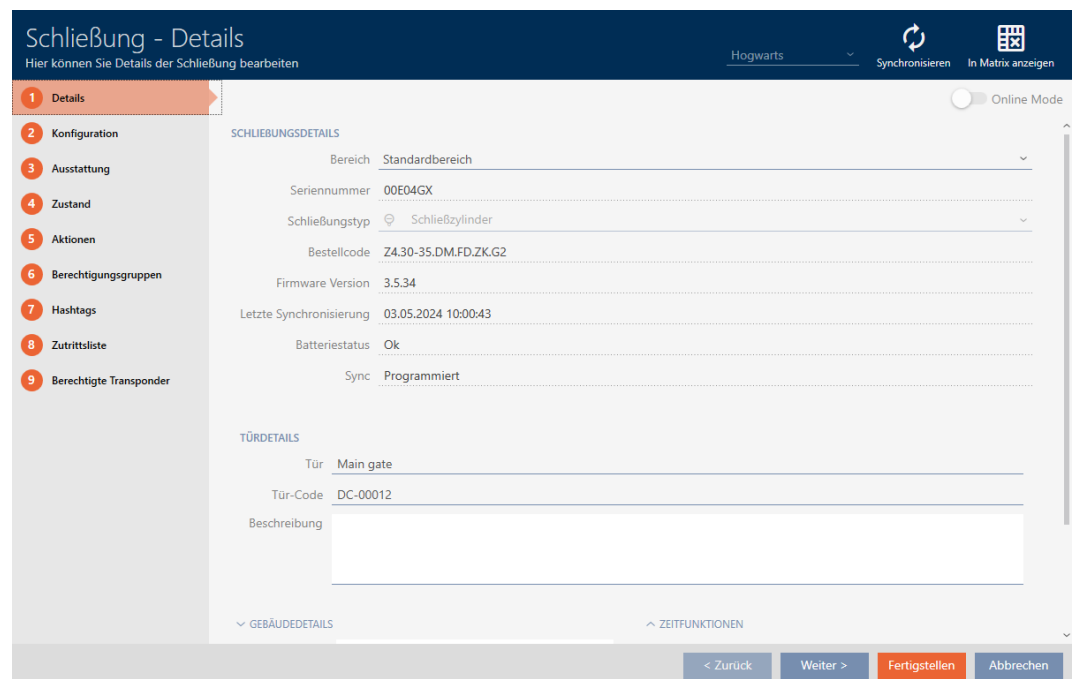 Schließung - Details
Hier können Sie Details der Schließung bearbeiten
Hogwarts
Synchronisieren
In Matrix anzeigen
1 Details
2 Konfiguration
3 Ausstattung
4 Zustand
5 Aktionen
6 Berechtigungsgruppen
7 Hashtags
8 Zutrittsliste
9 Berechtigte Transponder
Online Mode
SCHLIEßUNGSDETAILS
Bereich Standardbereich
Seriennummer 00E04GX
Schließungstyp Schließzylinder
Bestellcode Z4.30-35.DM.FD.ZK.G2
Firmware Version 3.5.34
Letzte Synchronisierung 03.05.2024 10:00:43
Batteriestatus Ok
Sync Programmiert
TÜRDETAILS
Tür Main gate
Tür-Code DC-00012
Beschreibung
GEBÄUDEDETAILS
ZEITFUNKTIONEN
< Zurück
Weiter >
Fertigstellen
Abbrechen